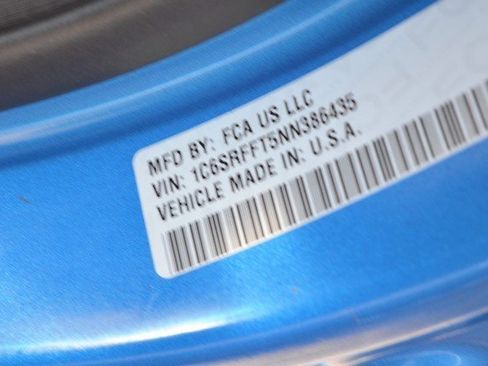 MFD BY: FCA US LLC
VIN: 1C6SRFFT5NN386435
VEHICLE MADE IN: U.S.A.